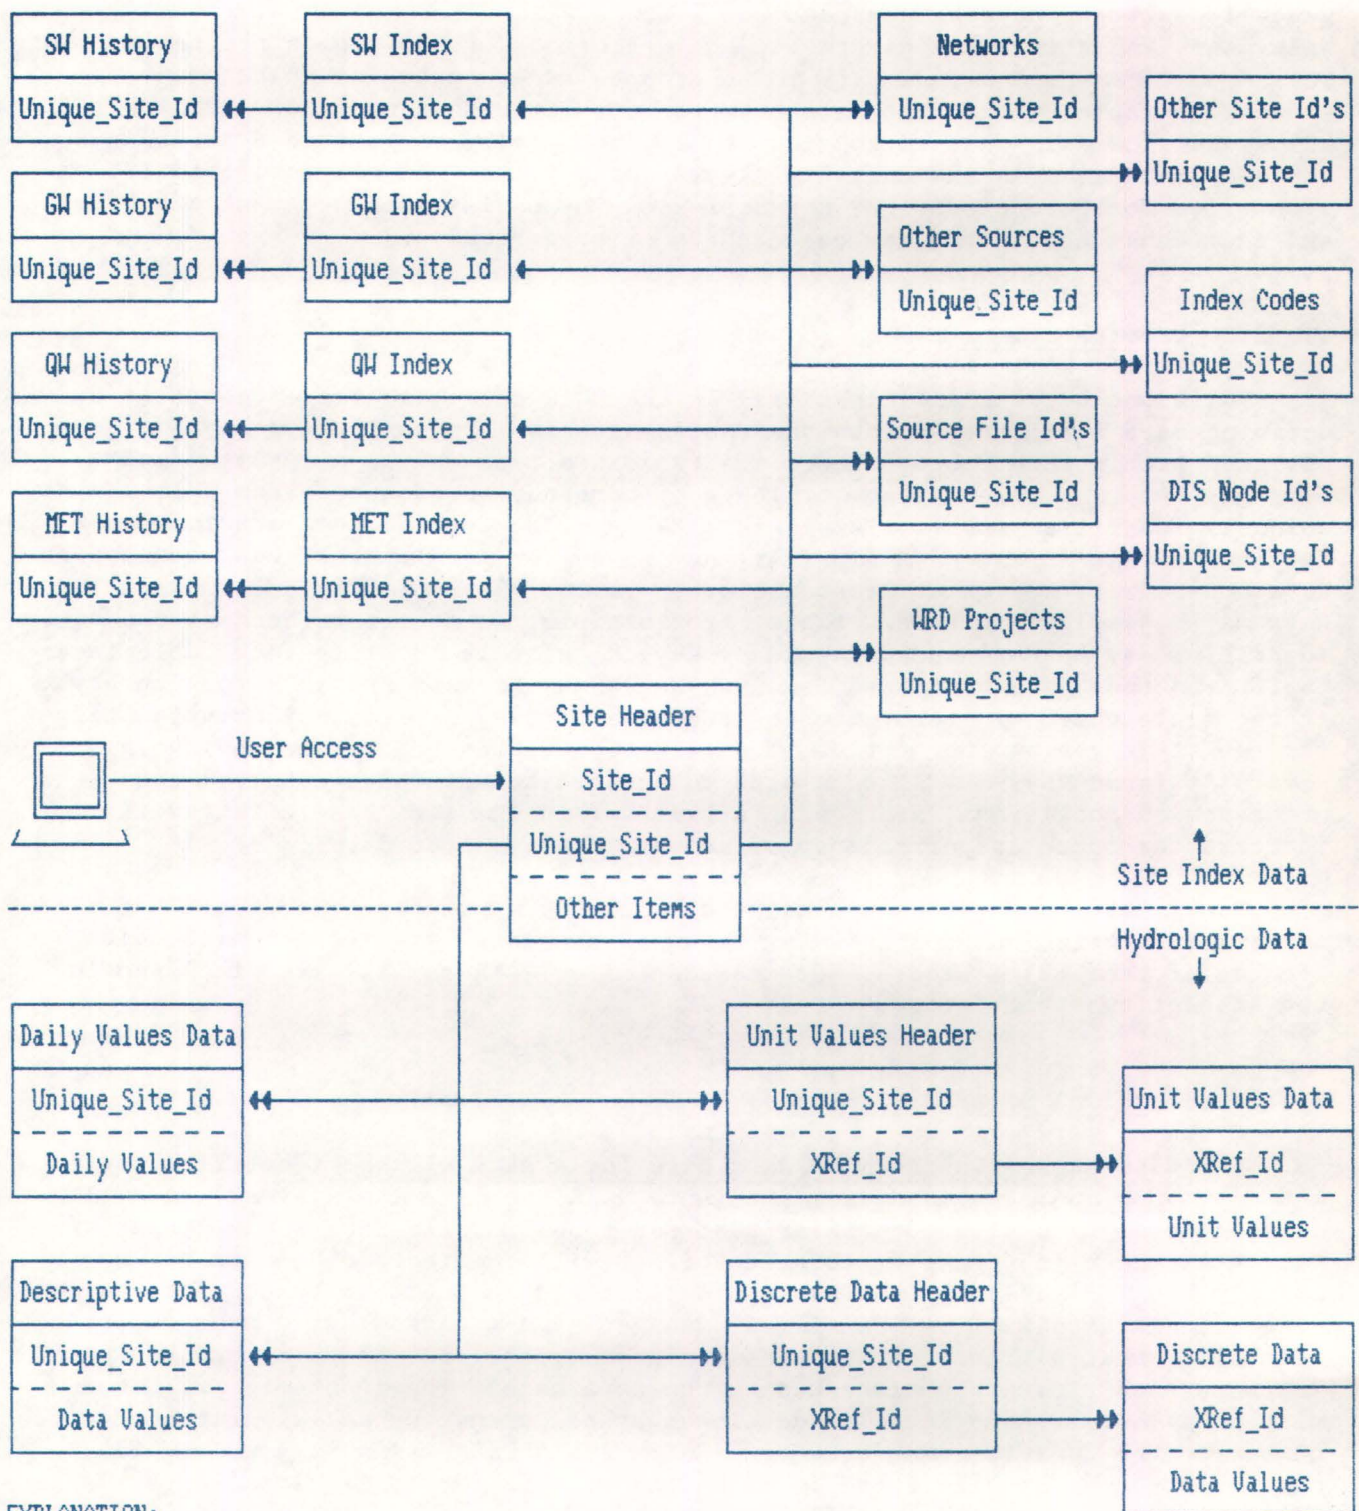 SW History
Unique_Site_Id
SW Index
Unique_Site_Id
Networks
Unique_Site_Id
Other Site Id's
Unique_Site_Id
GW History
Unique_Site_Id
GW Index
Unique_Site_Id
Other Sources
Unique_Site_Id
Index Codes
Unique_Site_Id
QW History
Unique_Site_Id
QW Index
Unique_Site_Id
Source File Id's
Unique_Site_Id
DIS Node Id's
Unique_Site_Id
MET History
Unique_Site_Id
MET Index
Unique_Site_Id
WRD Projects
Unique_Site_Id
User Access
Site Header
Site_Id
Unique_Site_Id
Other Items
Site Index Data
Hydrologic Data
Daily Values Data
Unique_Site_Id
Daily Values
Unit Values Header
Unique_Site_Id
XRef_Id
Unit Values Data
XRef_Id
Unit Values
Descriptive Data
Unique_Site_Id
Data Values
Discrete Data Header
Unique_Site_Id
XRef_Id
Discrete Data
XRef_Id
Data Values
EXPLANATION: